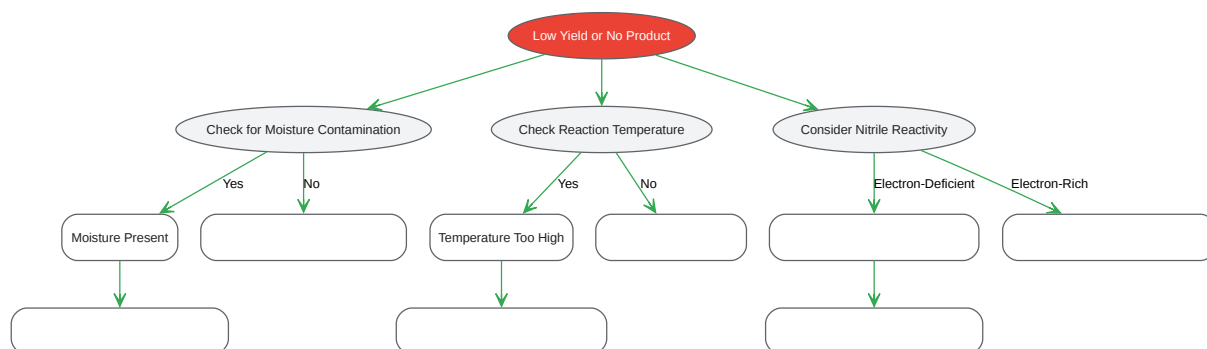 Low Yield or No Product
Check for Moisture Contamination
Check Reaction Temperature
Consider Nitrile Reactivity
Yes
No
Yes
No
Electron-Deficient
Electron-Rich
Moisture Present
Temperature Too High